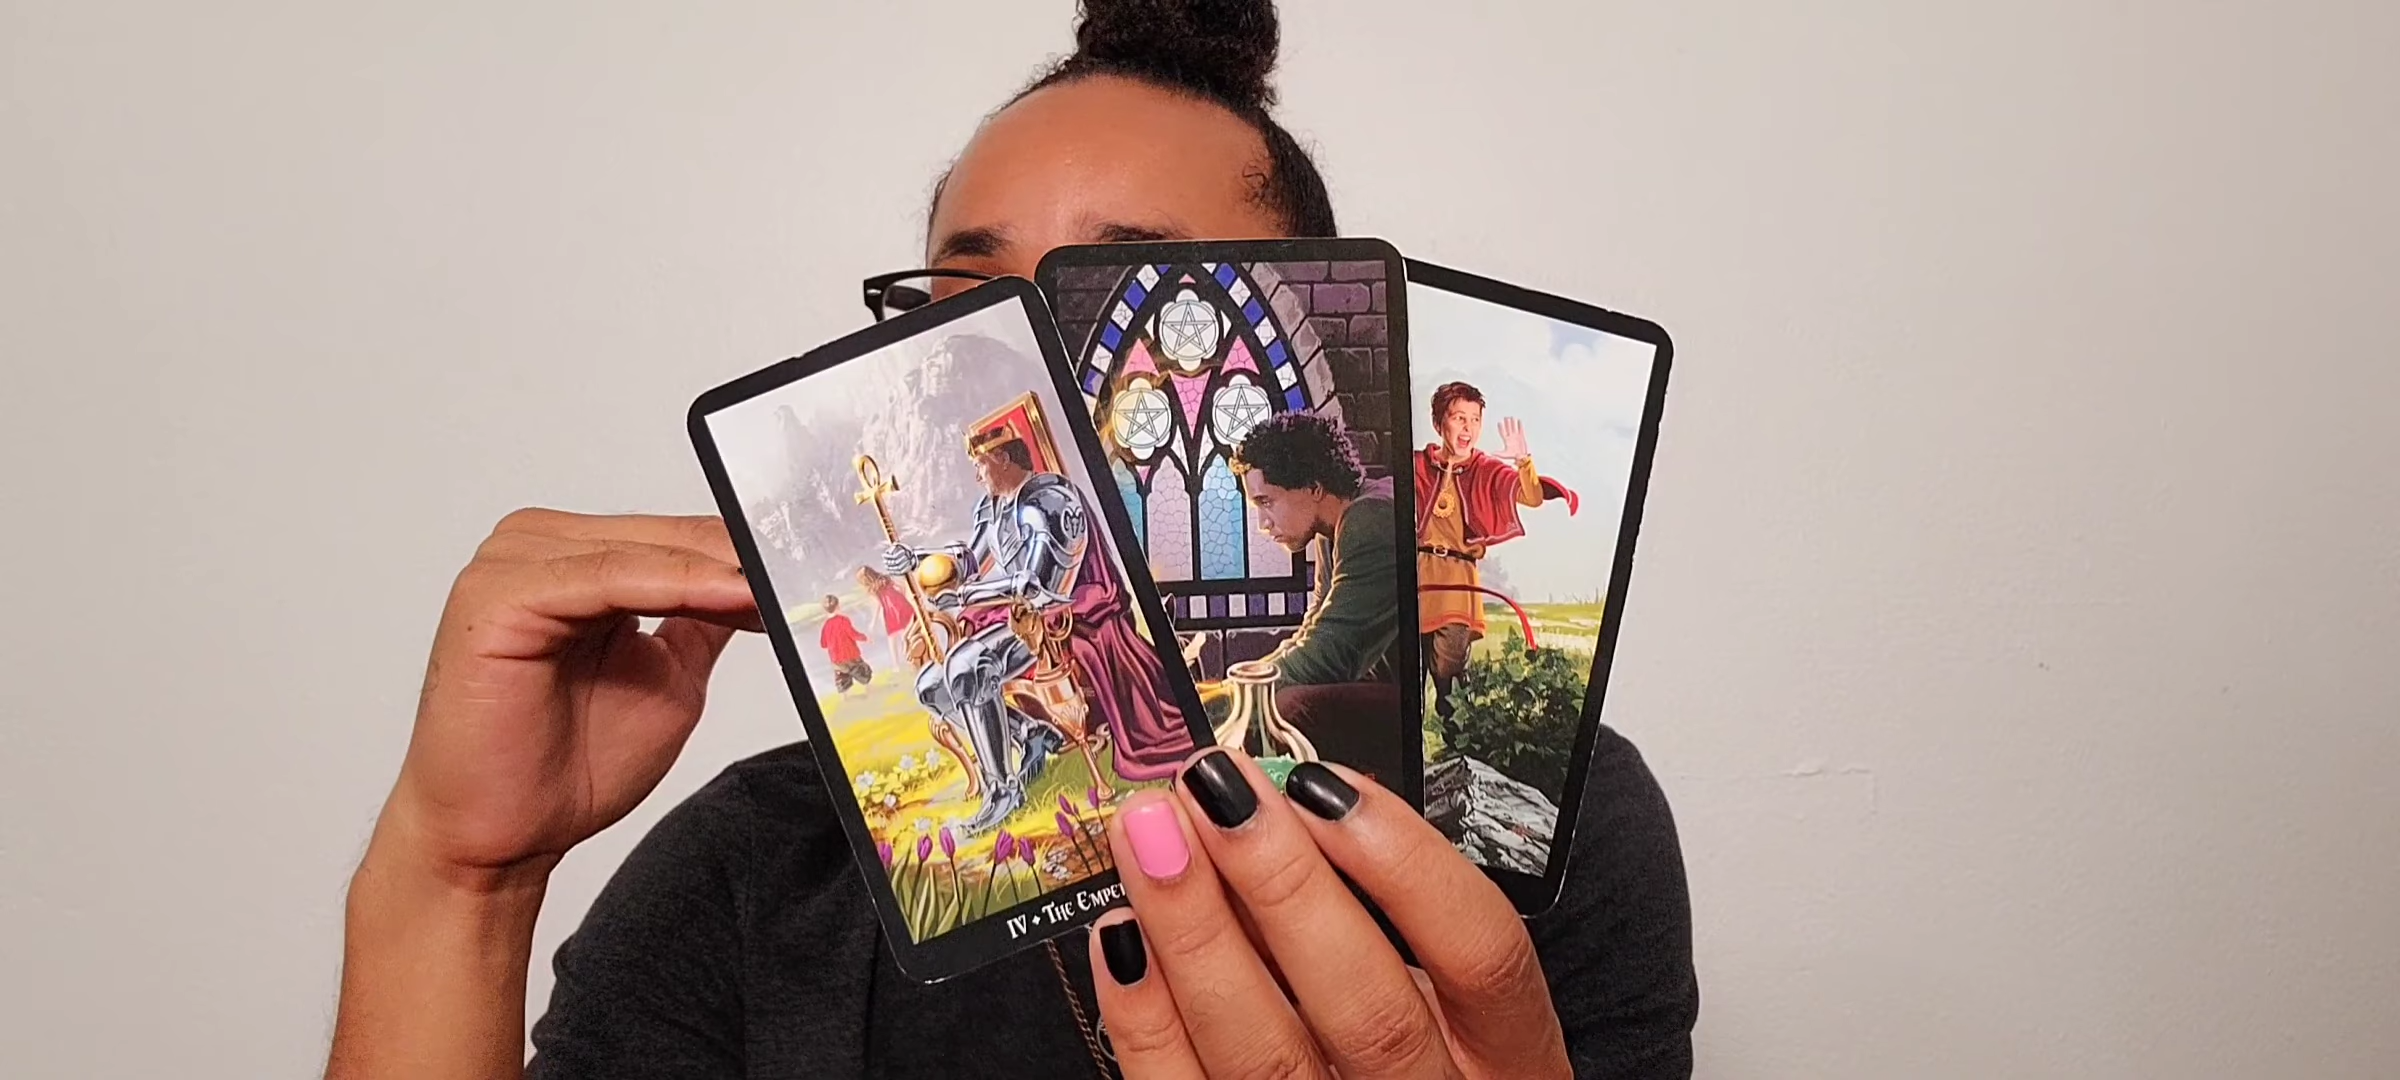 IV • The Empe